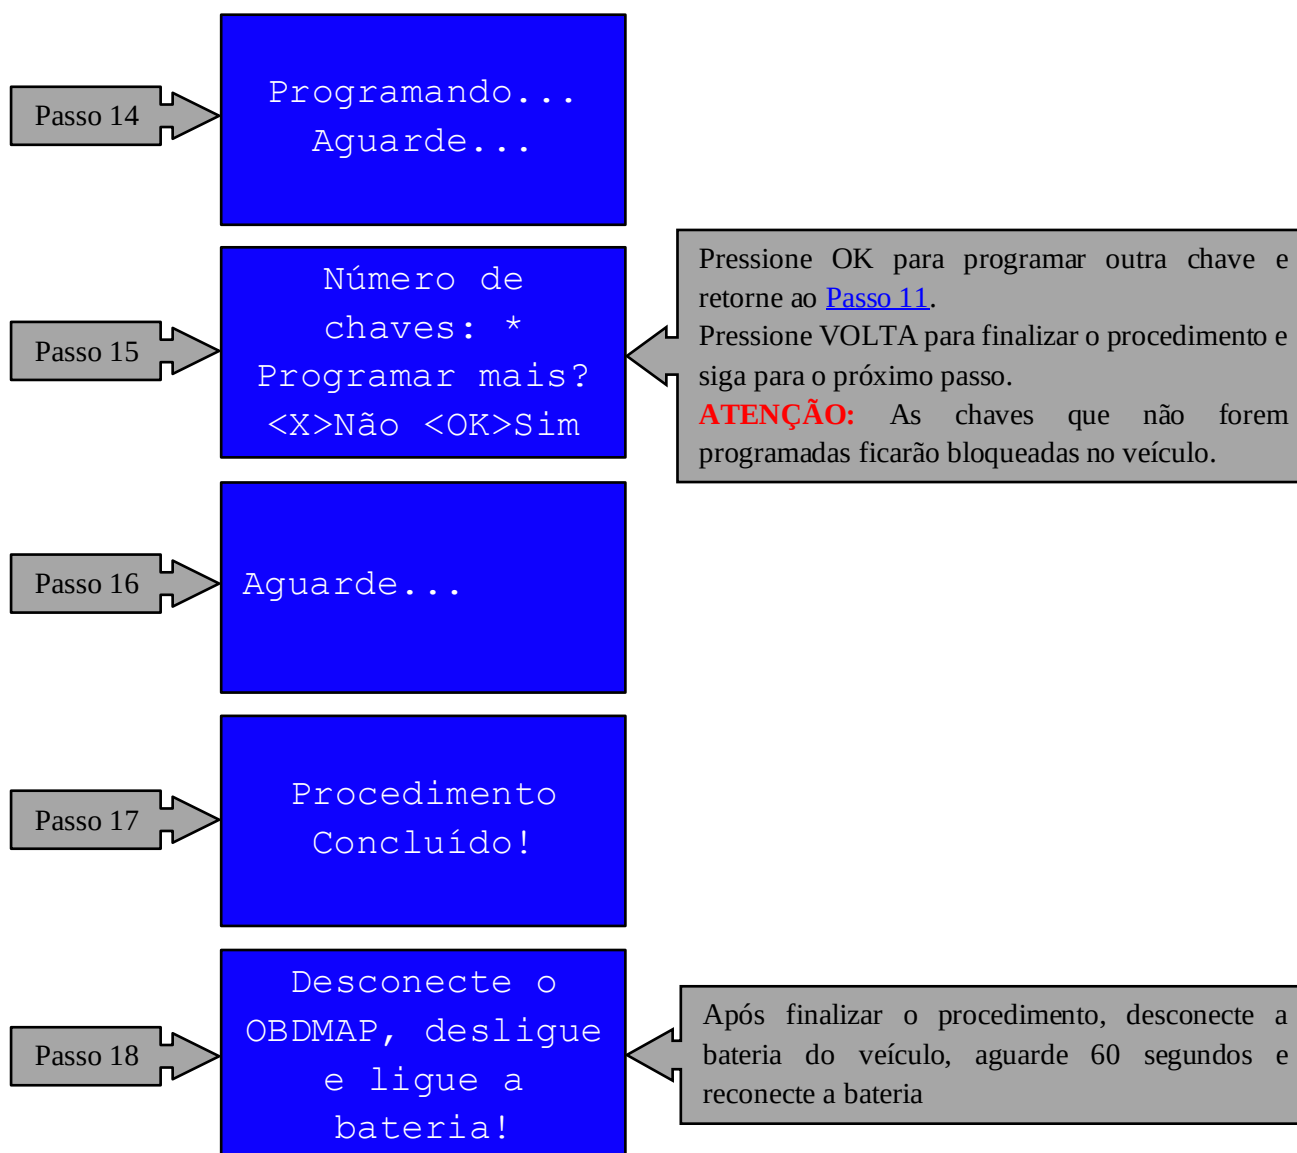 Passo 14
Programando...
Aguarde...
Passo 15
Número de
chaves: *
Programar mais?
<X>Não <OK>Sim
Pressione OK para programar outra chave e
retorne ao Passo 11.
Pressione VOLTA para finalizar o procedimento e
siga para o próximo passo.
ATENÇÃO: As chaves que não forem
programadas ficarão bloqueadas no veículo.
Passo 16
Aguarde...
Passo 17
Procedimento
Concluído!
Passo 18
Desconecte o
OBDMAP, desligue
e ligue a
bateria!
Após finalizar o procedimento, desconecte a
bateria do veículo, aguarde 60 segundos e
reconecte a bateria